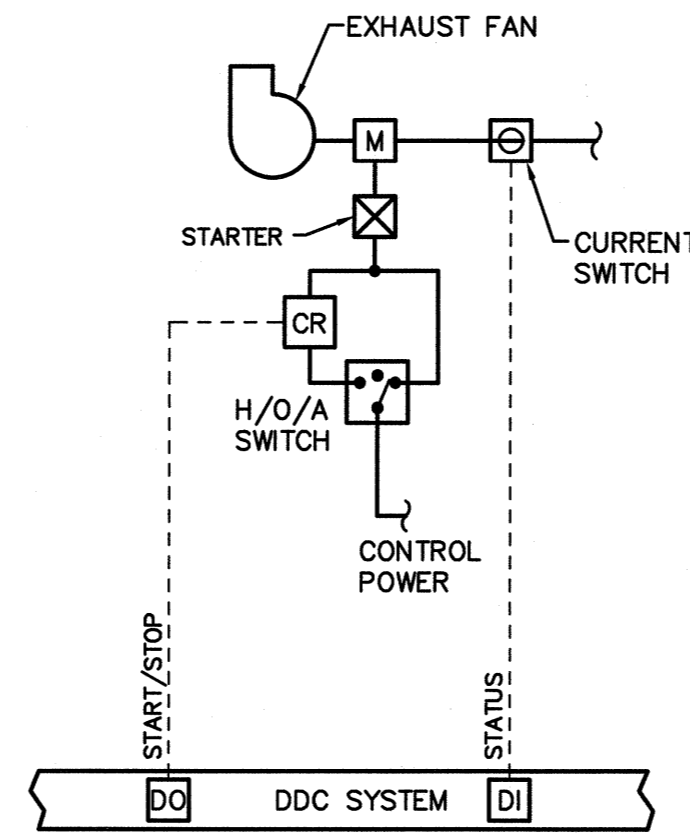 EXHAUST FAN
M
STARTER
CURRENT
SWITCH
CR
H/O/A
SWITCH
CONTROL
POWER
START/STOP
STATUS
DO
DDC SYSTEM
DI